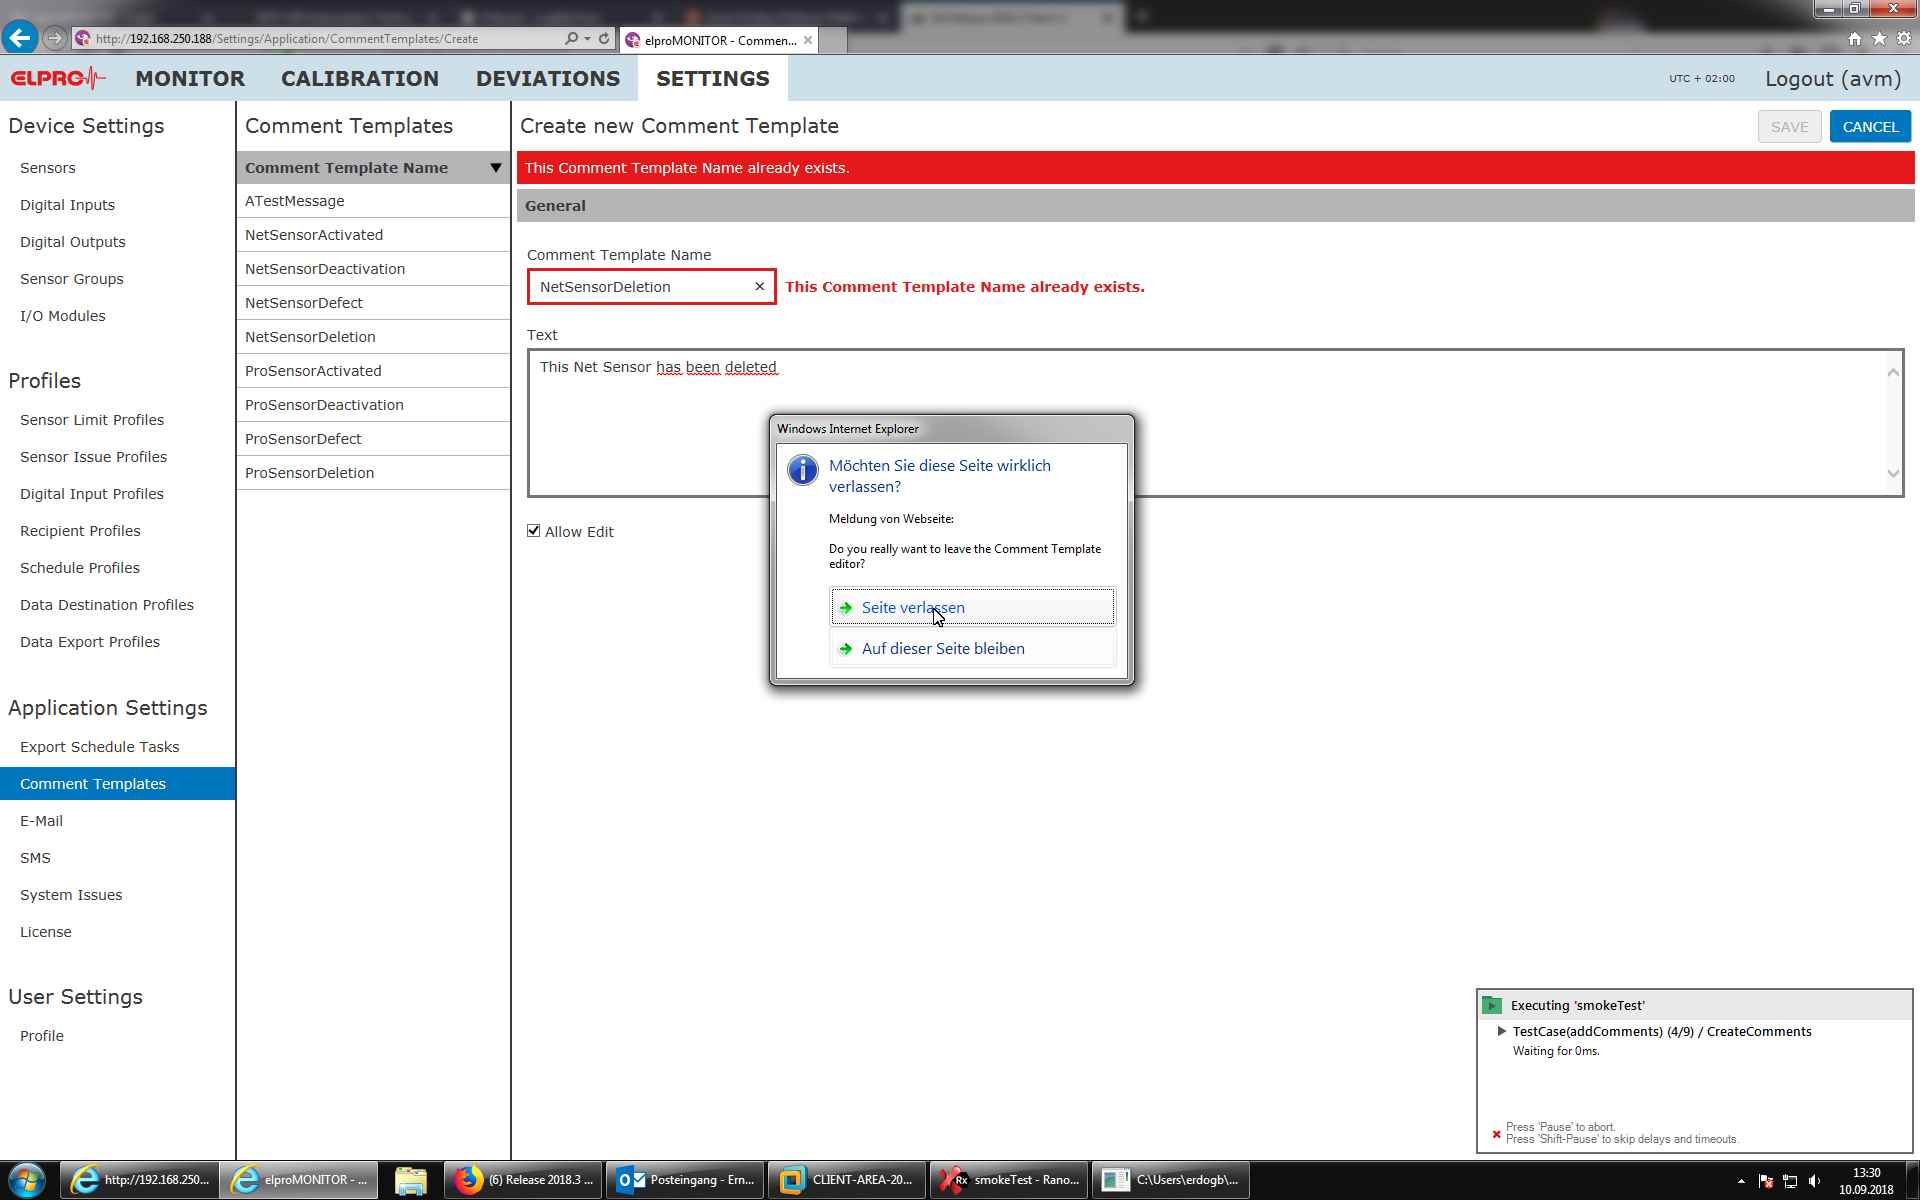 http://192.168.250.188/Settings/Application/CommentTemplates/Create
elproMONITOR - Commen...
ELPRO
MONITOR
CALIBRATION
DEVIATIONS
SETTINGS
UTC + 02:00
Logout (avm)
Device Settings
Sensors
Digital Inputs
Digital Outputs
Sensor Groups
I/O Modules
Profiles
Sensor Limit Profiles
Sensor Issue Profiles
Digital Input Profiles
Recipient Profiles
Schedule Profiles
Data Destination Profiles
Data Export Profiles
Application Settings
Export Schedule Tasks
Comment Templates
E-Mail
SMS
System Issues
License
User Settings
Profile
Comment Templates
Comment Template Name
ATestMessage
NetSensorActivated
NetSensorDeactivation
NetSensorDefect
NetSensorDeletion
ProSensorActivated
ProSensorDeactivation
ProSensorDefect
ProSensorDeletion
Create new Comment Template
SAVE
CANCEL
This Comment Template Name already exists.
General
Comment Template Name
NetSensorDeletion
This Comment Template Name already exists.
Text
This Net Sensor has been deleted
Allow Edit
Windows Internet Explorer
Möchten Sie diese Seite wirklich
verlassen?
Meldung von Webseite:
Do you really want to leave the Comment Template
editor?
Seite verlassen
Auf dieser Seite bleiben
Executing 'smokeTest'
TestCase(addComments) (4/9) / CreateComments
Waiting for 0ms.
Press 'Pause' to abort.
Press 'Shift-Pause' to skip delays and timeouts.
http://192.168.250...
elproMONITOR - ...
(6) Release 2018.3 ...
Posteingang - Ern...
CLIENT-AREA-20...
Rx
smokeTest - Rano...
C:\Users\erdogb\...
13:30
10.09.2018